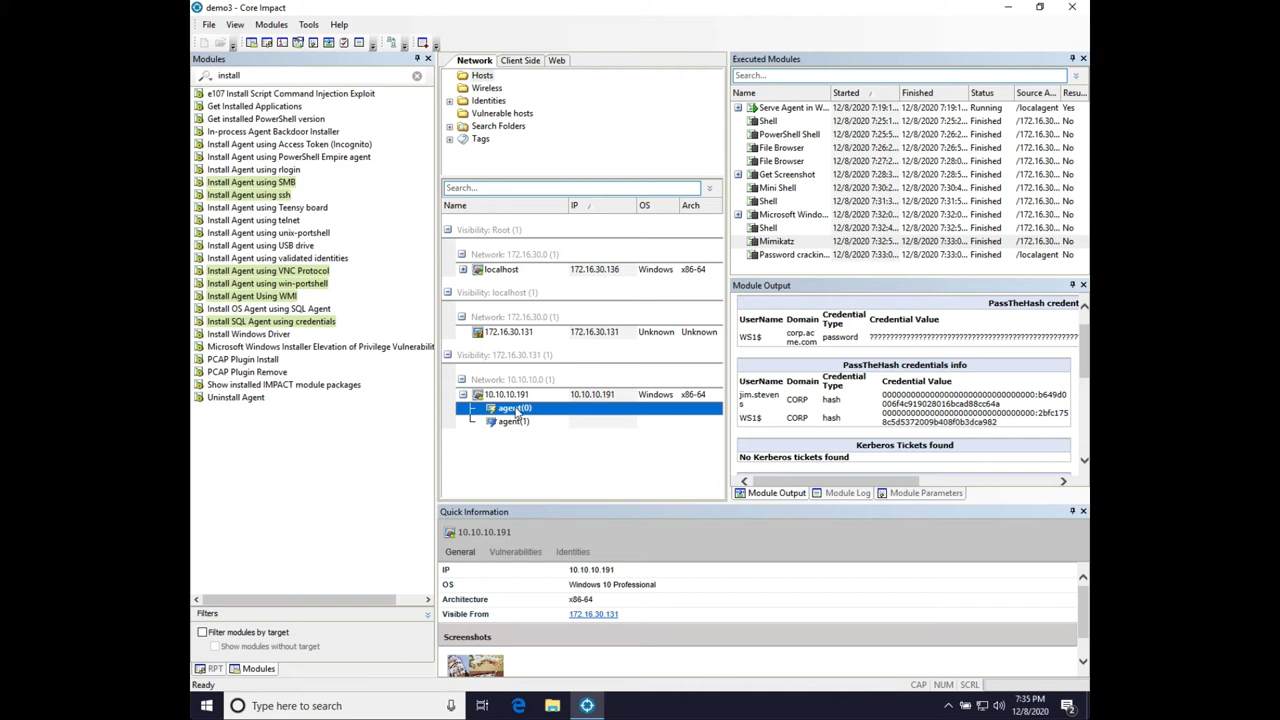 demo3 - Core Impact
File View Modules Tools Help
Modules
install
e107 Install Script Command Injection Exploit
Get Installed Applications
Get installed PowerShell version
In-process Agent Backdoor Installer
Install Agent using Access Token (Incognito)
Install Agent using PowerShell Empire agent
Install Agent using rlogin
Install Agent using SMB
Install Agent using ssh
Install Agent using Teensy board
Install Agent using telnet
Install Agent using unix-portshell
Install Agent using USB drive
Install Agent using validated identities
Install Agent using VNC Protocol
Install Agent using win-portshell
Install Agent Using WMI
Install OS Agent using SQL Agent
Install SQL Agent using credentials
Install Windows Driver
Microsoft Windows Installer Elevation of Privilege Vulnerabili
PCAP Plugin Install
PCAP Plugin Remove
Show installed IMPACT module packages
Uninstall Agent
Filters
Filter modules by target
Show modules without target
RPT Modules
Network Client Side Web
Hosts
Wireless
Identities
Vulnerable hosts
Search Folders
Tags
Search...
Name IP OS Arch
Visibility: Root (1)
Network: 172.16.30.0 (1)
localhost 172.16.30.136 Windows x86-64
Visibility: localhost (1)
Network: 172.16.30.0 (1)
172.16.30.131 172.16.30.131 Unknown Unknown
Visibility: 172.16.30.131 (1)
Network: 10.10.10.0 (1)
10.10.10.191 10.10.10.191 Windows x86-64
agent(0)
agent(1)
Executed Modules
Search...
Name Started Finished Status Source A... Resu...
Serve Agent in W... 12/8/2020 7:19:1... Running /localagent Yes
Shell 12/8/2020 7:25:1... 12/8/2020 7:25:2... Finished /172.16.30... No
PowerShell Shell 12/8/2020 7:26:2... 12/8/2020 7:26:5... Finished /172.16.30... No
File Browser 12/8/2020 7:27:0... 12/8/2020 7:27:1... Finished /172.16.30... No
File Browser 12/8/2020 7:27:2... 12/8/2020 7:28:2... Finished /172.16.30... No
Get Screenshot 12/8/2020 7:28:3... 12/8/2020 7:28:4... Finished /172.16.30... No
Mini Shell 12/8/2020 7:29:3... 12/8/2020 7:31:3... Finished /172.16.30... No
Shell 12/8/2020 7:31:5... 12/8/2020 7:32:0... Finished /172.16.30... No
Microsoft Windo... 12/8/2020 7:32:0... 12/8/2020 7:32:4... Finished /172.16.30... No
Shell 12/8/2020 7:32:4... 12/8/2020 7:32:5... Finished /172.16.30... No
Mimikatz 12/8/2020 7:32:5... 12/8/2020 7:33:0... Finished /172.16.30... No
Password crackin... 12/8/2020 7:33:0... 12/8/2020 7:33:0... Finished /localagent No
Module Output
PassTheHash credent
UserName Domain Credential Type Credential Value
WS1$ corp.ac me.com password ????????????????????????????????????
PassTheHash credentials info
UserName Domain Credential Type Credential Value
jim.steven s CORP hash 00000000000000000000000000000000:b649d0
006f4c919028016bcad88cc64a
WS1$ CORP hash 00000000000000000000000000000000:2bfc175
8c5d5372009b408f0b3dca982
Kerberos Tickets found
No Kerberos tickets found
Module Output Module Log Module Parameters
Quick Information
10.10.10.191
General Vulnerabilities Identities
IP 10.10.10.191
OS Windows 10 Professional
Architecture x86-64
Visible From 172.16.30.131
Screenshots
Ready
CAP NUM SCRL
Type here to search
7:35 PM
12/8/2020
2